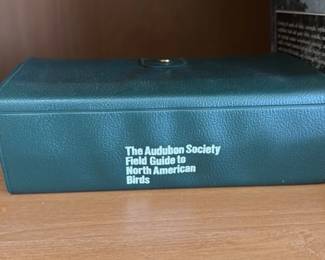 The Audubon Society
Field Guide to
North American
Birds